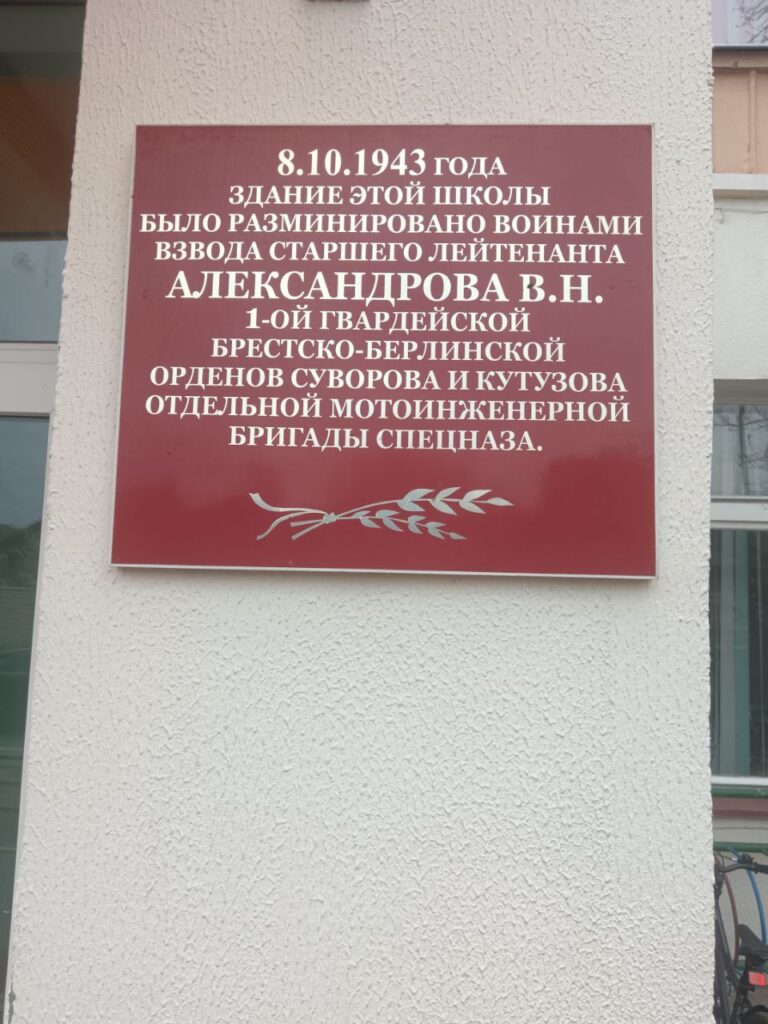 8.10.1943 ГОДА
ЗДАНИЕ ЭТОЙ ШКОЛЫ
БЫЛО РАЗМИНИРОВАНО ВОИНАМИ
ВЗВОДА СТАРШЕГО ЛЕЙТЕНАНТА
АЛЕКСАНДРОВА В.Н.
1-ОЙ ГВАРДЕЙСКОЙ
БРЕСТСКО-БЕРЛИНСКОЙ
ОРДЕНОВ СУВОРОВА И КУТУЗОВА
ОТДЕЛЬНОЙ МОТОИНЖЕНЕРНОЙ
БРИГАДЫ СПЕЦНАЗА.